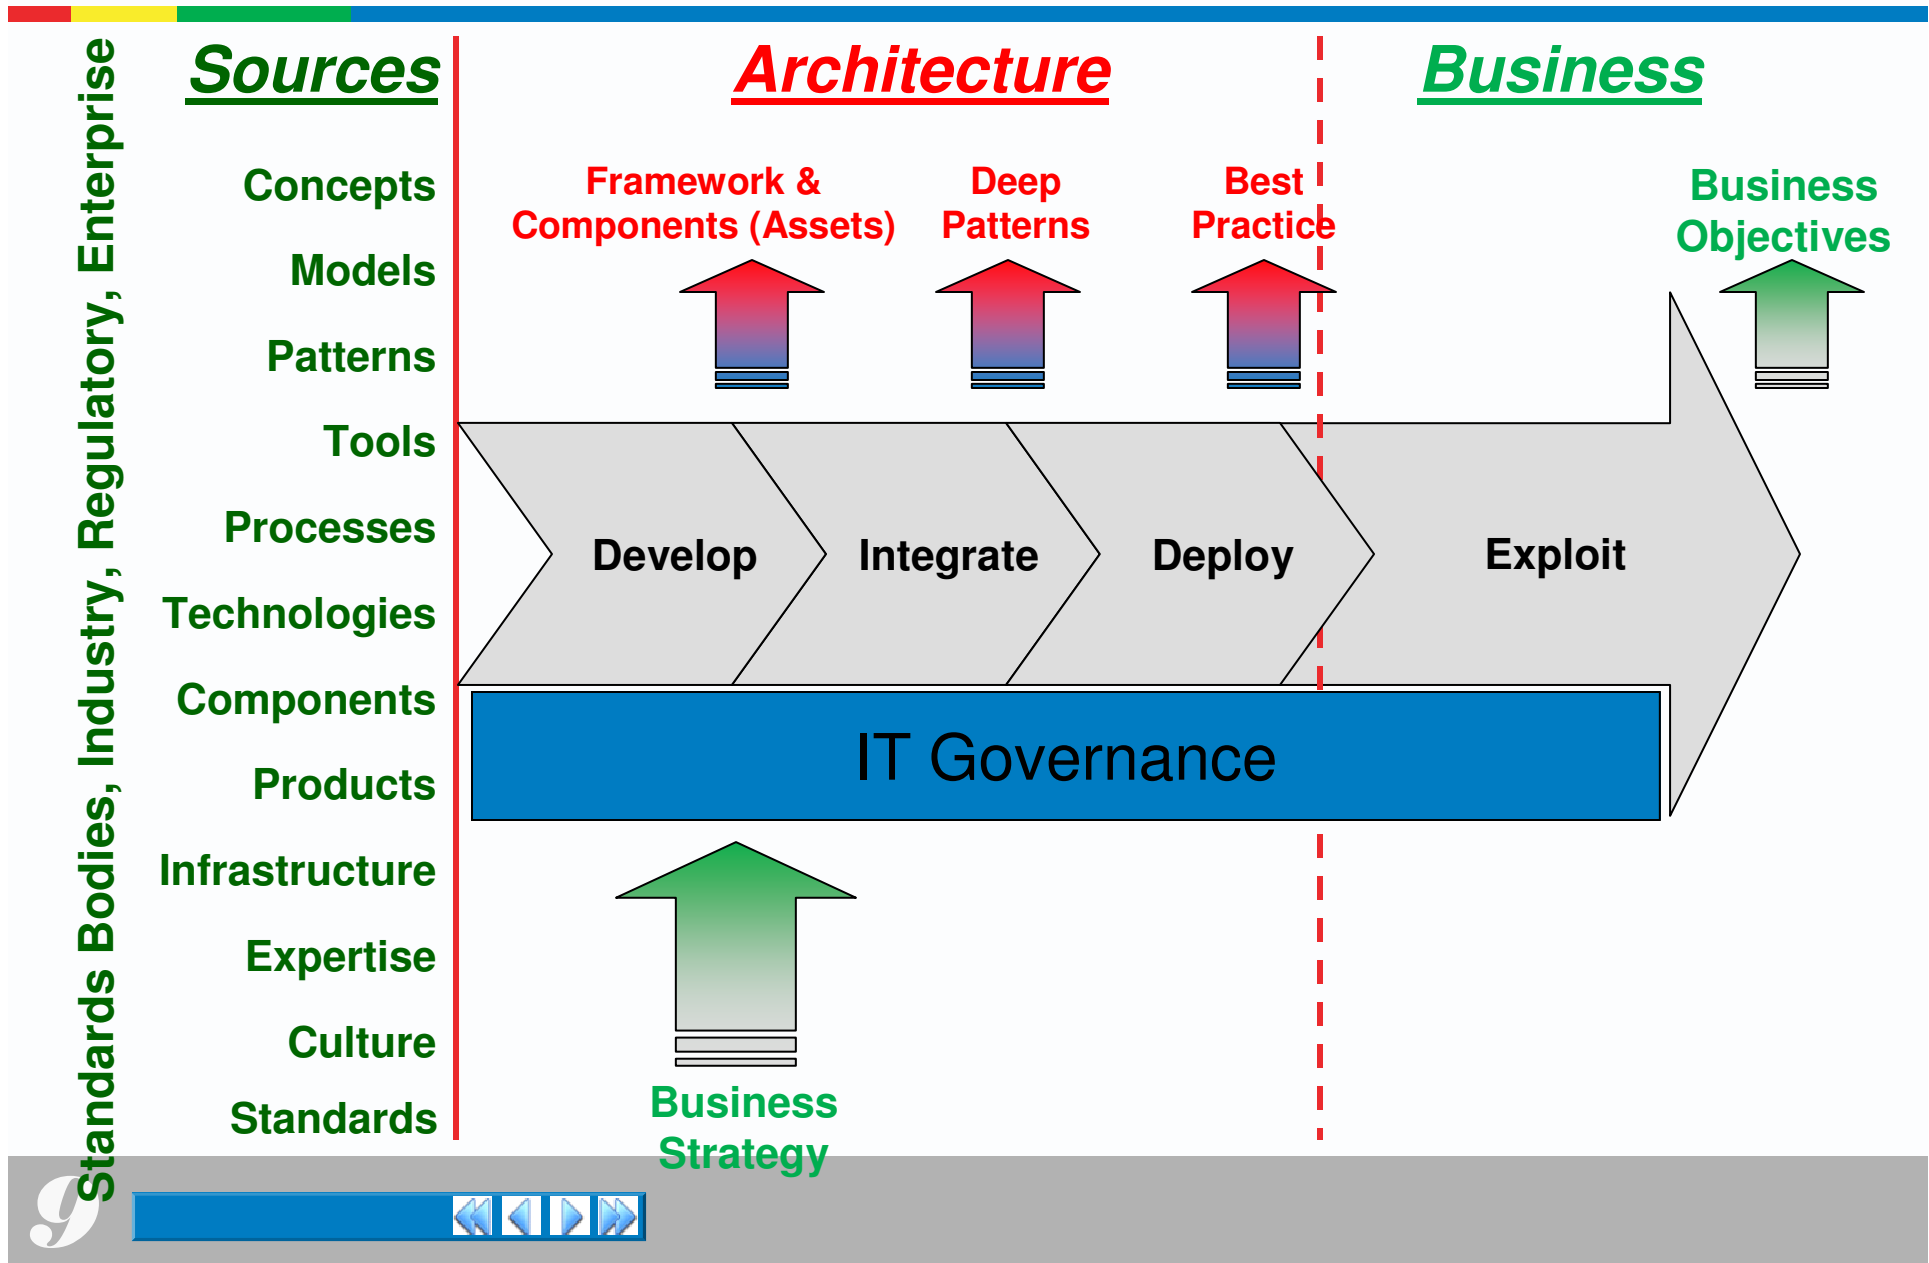 Standards Bodies, Industry, Regulatory, Enterprise
Sources
Concepts
Models
Patterns
Tools
Processes
Technologies
Components
Products
Infrastructure
Expertise
Culture
Standards
Architecture
Framework &
Components (Assets)
Deep
Patterns
Best
Practice
Business
Business
Objectives
Develop
Integrate
Deploy
Exploit
IT Governance
Business
Strategy
9